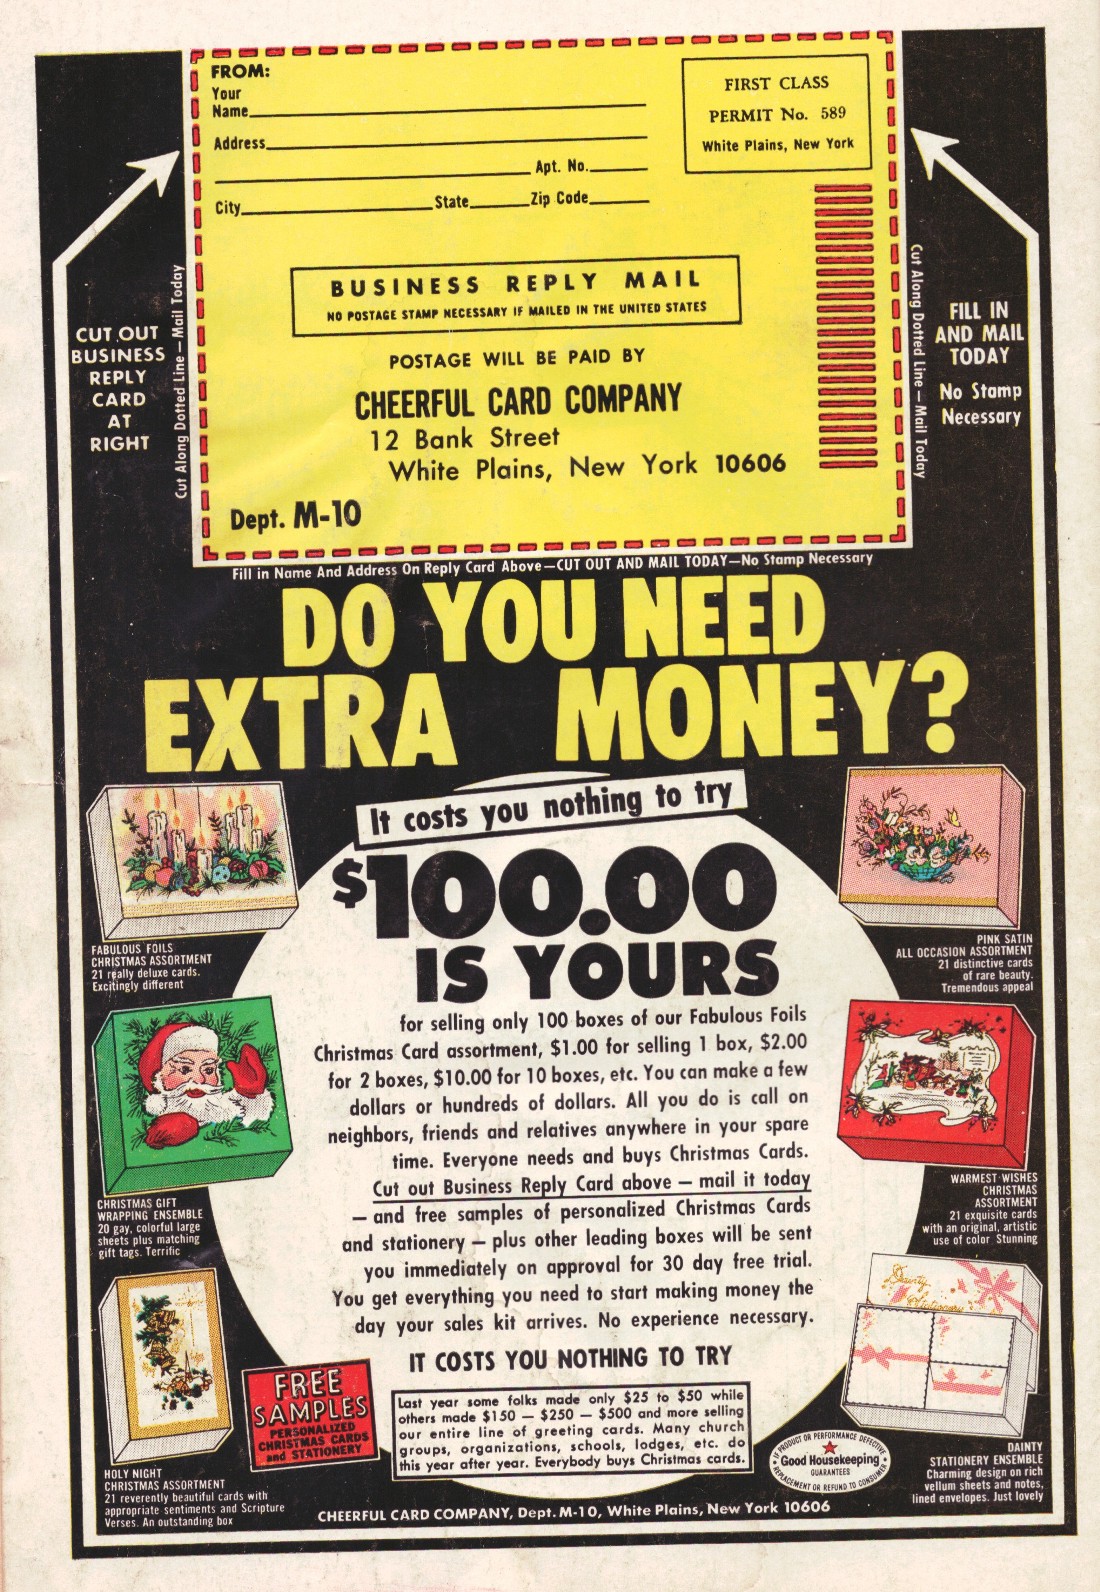 FROM:
Your
Name
Address
Apt. No.
City State Zip Code
FIRST CLASS
PERMIT No. 589
White Plains, New York
BUSINESS REPLY MAIL
NO POSTAGE STAMP NECESSARY IF MAILED IN THE UNITED STATES
POSTAGE WILL BE PAID BY
CHEERFUL CARD COMPANY
12 Bank Street
White Plains, New York 10606
Dept. M-10
CUT OUT
BUSINESS
REPLY
CARD
AT
RIGHT
Cut Along Dotted Line — Mail Today
Cut Along Dotted Line — Mail Today
FILL IN
AND MAIL
TODAY
No Stamp
Necessary
Fill in Name And Address On Reply Card Above—CUT OUT AND MAIL TODAY—No Stamp Necessary
DO YOU NEED
EXTRA MONEY?
It costs you nothing to try
$100.00
IS YOURS
for selling only 100 boxes of our Fabulous Foils
Christmas Card assortment, $1.00 for selling 1 box, $2.00
for 2 boxes, $10.00 for 10 boxes, etc. You can make a few
dollars or hundreds of dollars. All you do is call on
neighbors, friends and relatives anywhere in your spare
time. Everyone needs and buys Christmas Cards.
Cut out Business Reply Card above — mail it today
— and free samples of personalized Christmas Cards
and stationery — plus other leading boxes will be sent
you immediately on approval for 30 day free trial.
You get everything you need to start making money the
day your sales kit arrives. No experience necessary.
IT COSTS YOU NOTHING TO TRY
Last year some folks made only $25 to $50 while
others made $150 — $250 — $500 and more selling
our entire line of greeting cards. Many church
groups, organizations, schools, lodges, etc. do
this year after year. Everybody buys Christmas cards.
FABULOUS FOILS
CHRISTMAS ASSORTMENT
21 really deluxe cards.
Excitingly different
CHRISTMAS GIFT
WRAPPING ENSEMBLE
20 gay, colorful large
sheets plus matching
gift tags. Terrific
HOLY NIGHT
CHRISTMAS ASSORTMENT
21 reverently beautiful cards with
appropriate sentiments and Scripture
Verses. An outstanding box
FREE
SAMPLES
PERSONALIZED
CHRISTMAS CARDS
and STATIONERY
PINK SATIN
ALL OCCASION ASSORTMENT
21 distinctive cards
of rare beauty.
Tremendous appeal
WARMEST WISHES
CHRISTMAS
ASSORTMENT
21 exquisite cards
with an original, artistic
use of color. Stunning
Dainty
Stationery
DAINTY
STATIONERY ENSEMBLE
Charming design on rich
vellum sheets and notes,
lined envelopes. Just lovely
IF PRODUCT OR PERFORMANCE DEFECTIVE
Good Housekeeping
GUARANTEES
REPLACEMENT OR REFUND TO CONSUMER
CHEERFUL CARD COMPANY, Dept. M-10, White Plains, New York 10606